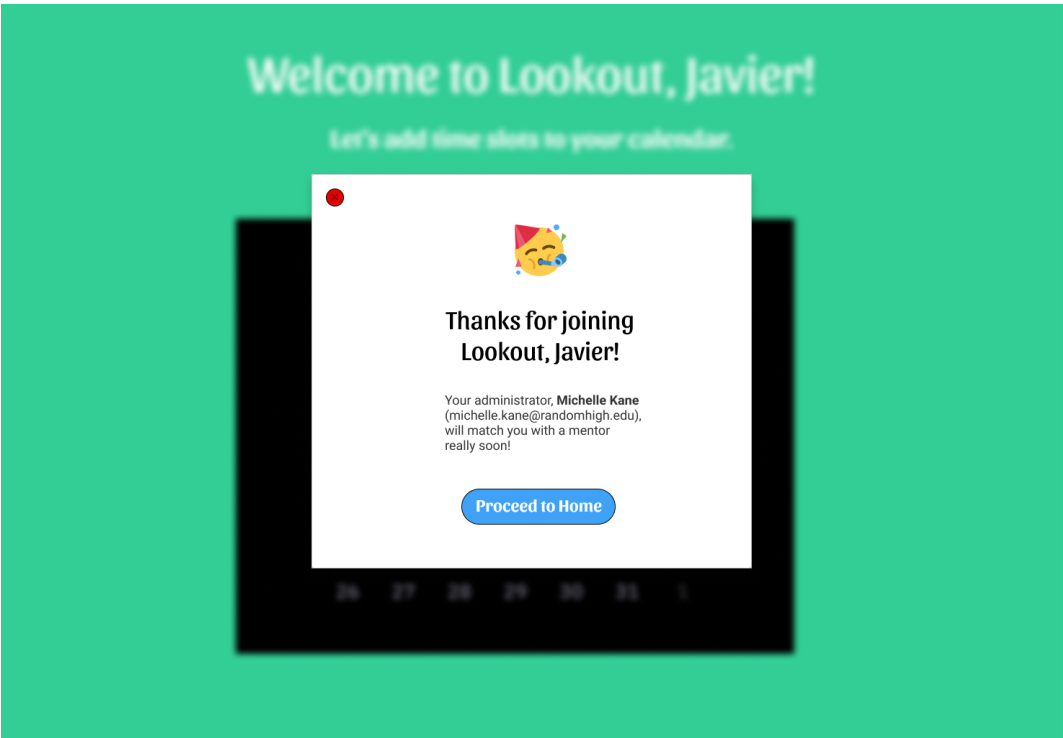 Welcome to Lookout, Javier!
Let's add time slots to your calendar.
Thanks for joining
Lookout, Javier!
Your administrator, Michelle Kane
(michelle.kane@randomhigh.edu),
will match you with a mentor
really soon!
Proceed to Home
26 27 28 29 30 31 1